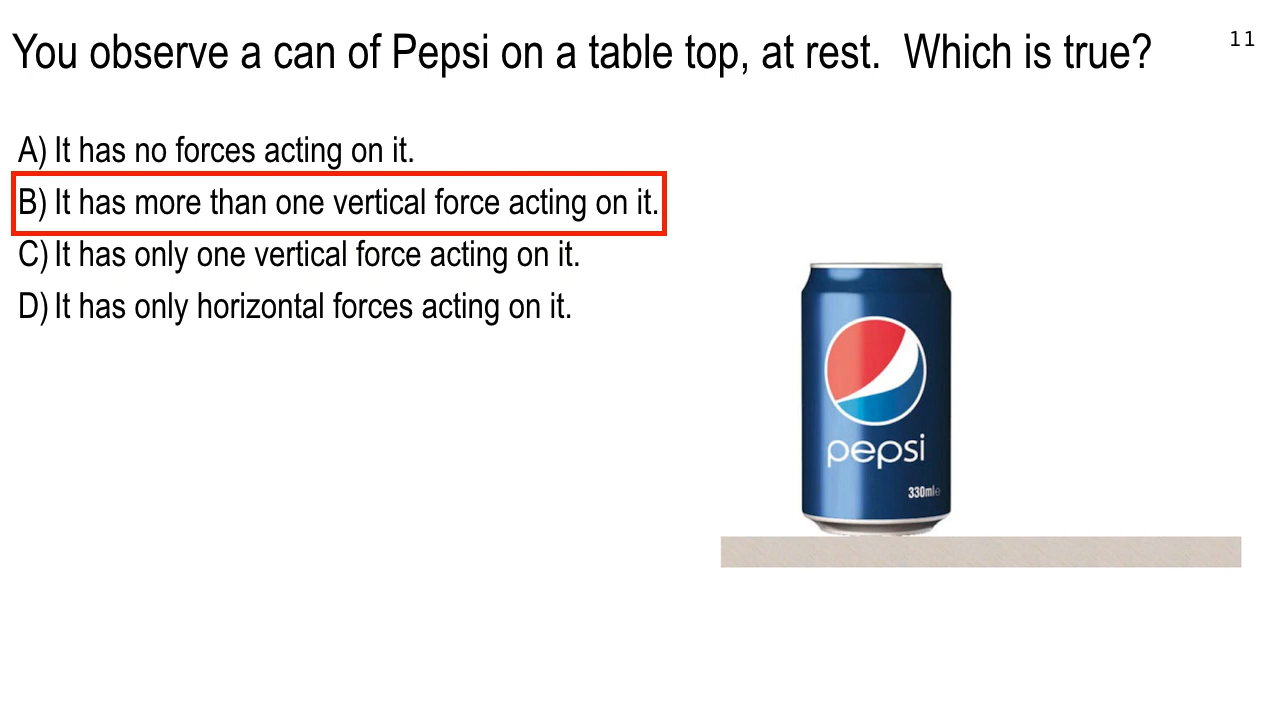 You observe a can of Pepsi on a table top, at rest.  Which is true?
11
A) It has no forces acting on it.
B) It has more than one vertical force acting on it.
C) It has only one vertical force acting on it.
D) It has only horizontal forces acting on it.
pepsi
330ml℮